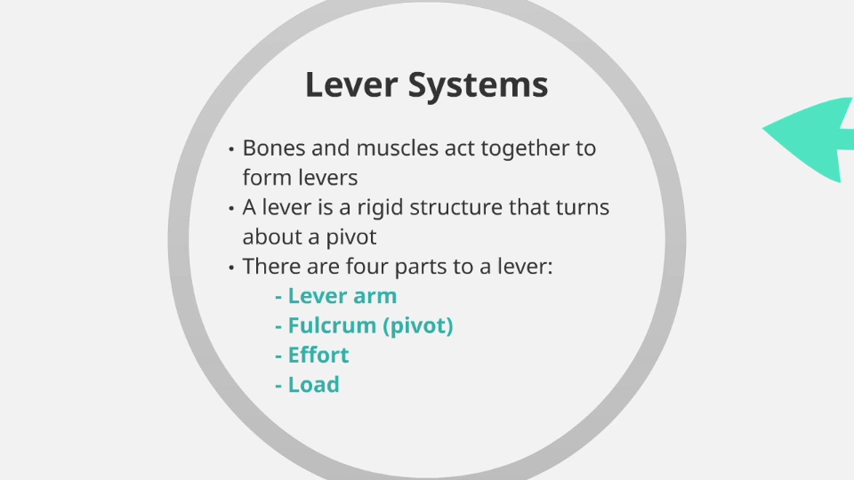 Lever Systems
• Bones and muscles act together to
form levers
• A lever is a rigid structure that turns
about a pivot
• There are four parts to a lever:
- Lever arm
- Fulcrum (pivot)
- Effort
- Load